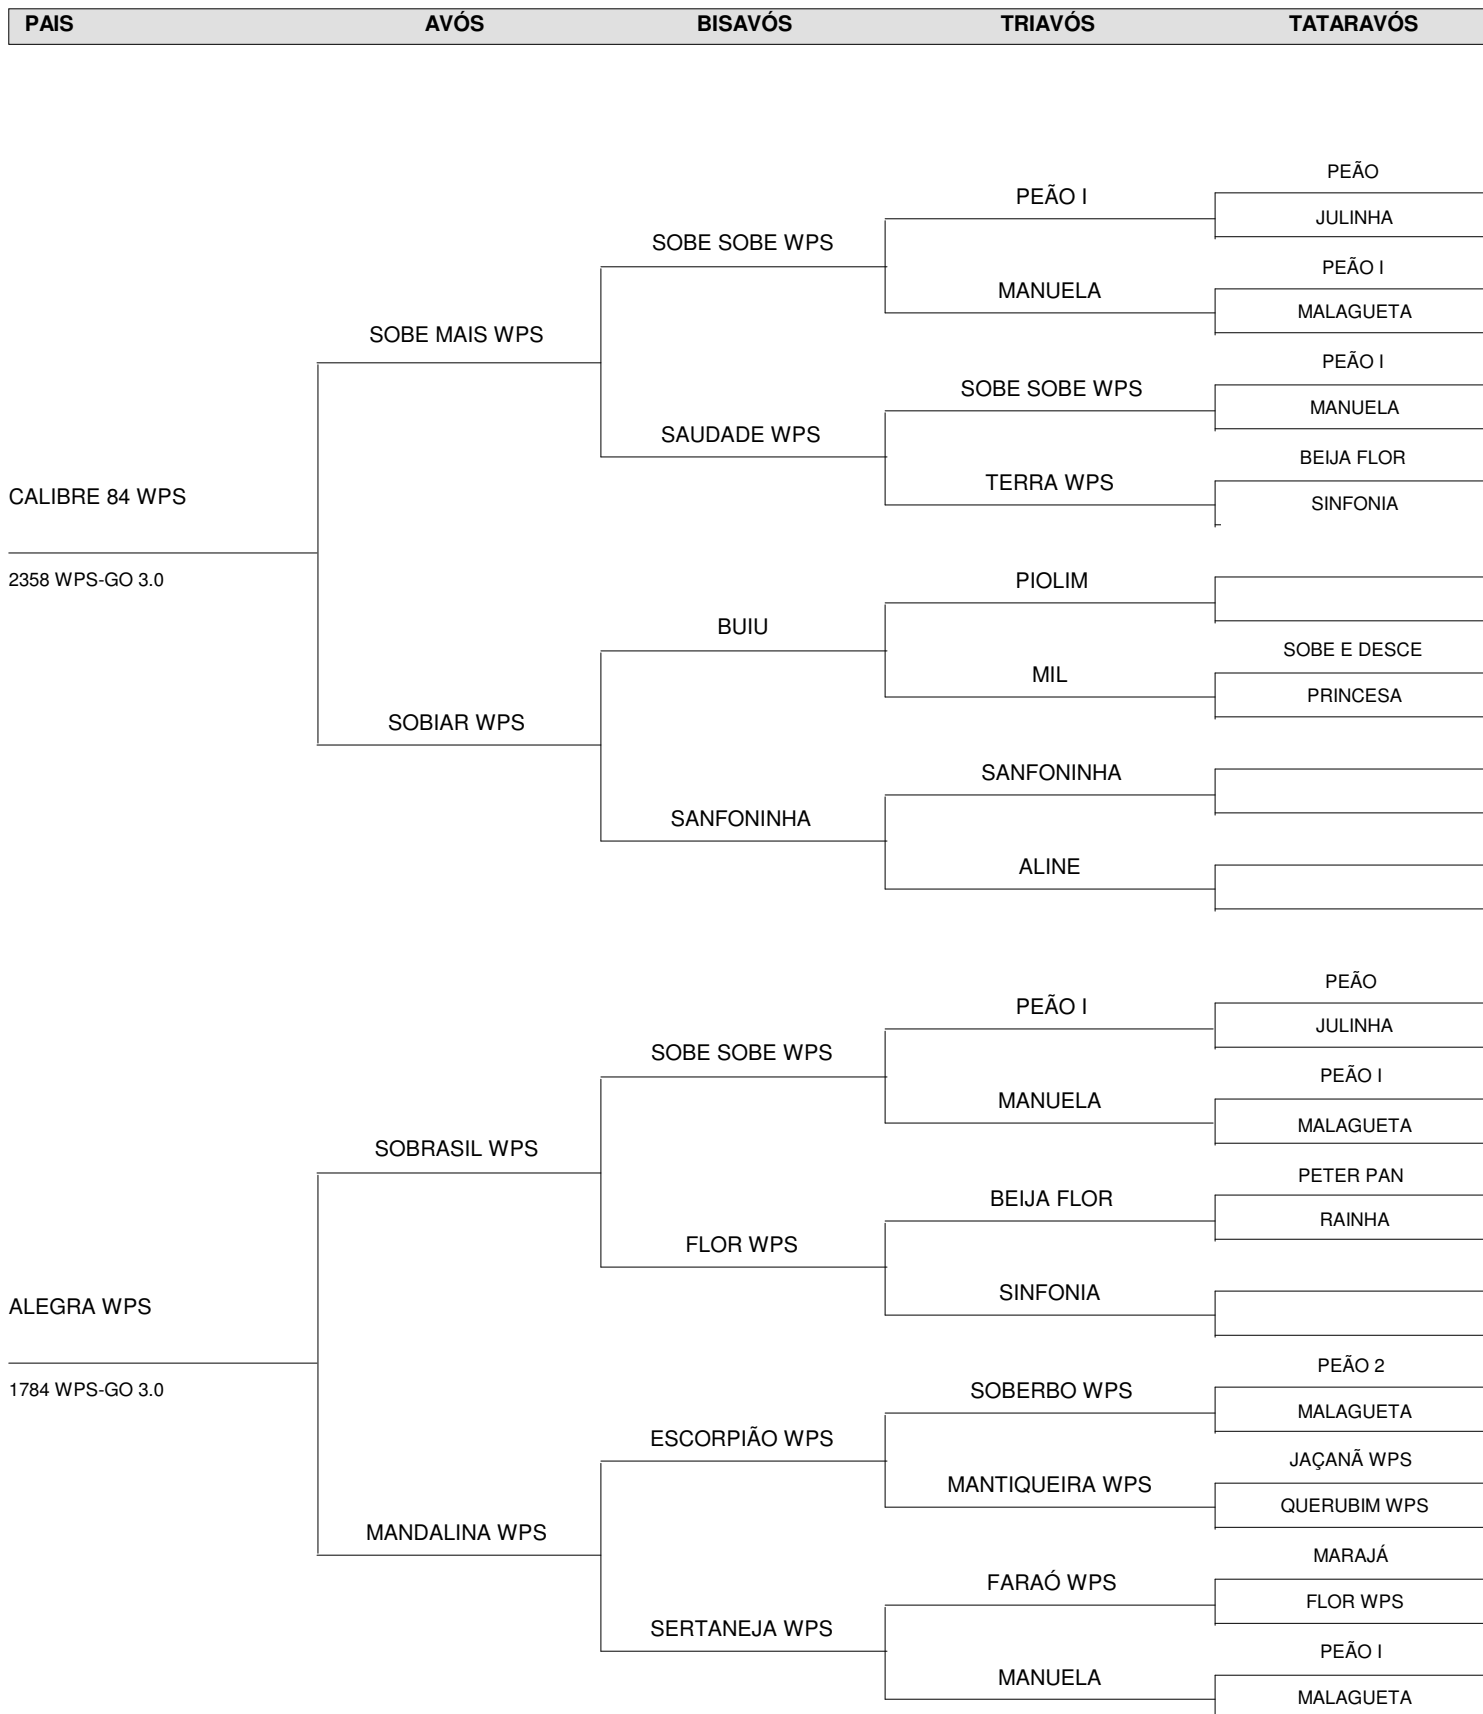 PAIS AVÓS BISAVÓS TRIAVÓS TATARAVÓS
PEÃO
PEÃO I
JULINHA
SOBE SOBE WPS
PEÃO I
MANUELA
MALAGUETA
SOBE MAIS WPS
PEÃO I
SOBE SOBE WPS
MANUELA
SAUDADE WPS
BEIJA FLOR
TERRA WPS
CALIBRE 84 WPS
SINFONIA
2358 WPS-GO 3.0
PIOLIM
BUIU
SOBE E DESCE
MIL
PRINCESA
SOBIAR WPS
SANFONINHA
SANFONINHA
ALINE
PEÃO
PEÃO I
JULINHA
SOBE SOBE WPS
PEÃO I
MANUELA
MALAGUETA
SOBRASIL WPS
PETER PAN
BEIJA FLOR
RAINHA
FLOR WPS
SINFONIA
ALEGRA WPS
PEÃO 2
1784 WPS-GO 3.0
SOBERBO WPS
MALAGUETA
ESCORPIÃO WPS
JAÇANÃ WPS
MANTIQUEIRA WPS
QUERUBIM WPS
MANDALINA WPS
MARAJÁ
FARAÓ WPS
FLOR WPS
SERTANEJA WPS
PEÃO I
MANUELA
MALAGUETA